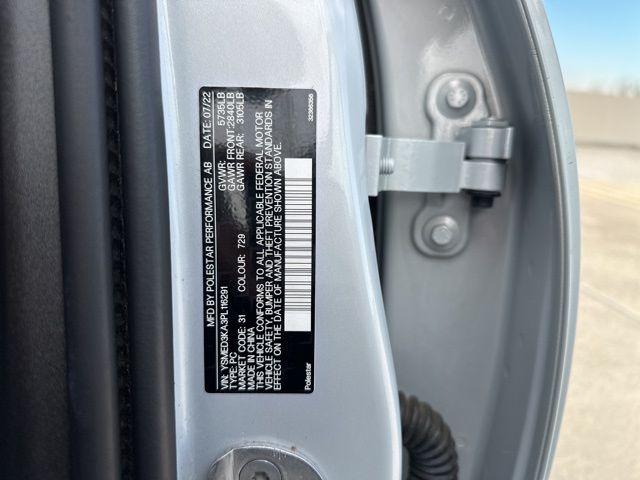 MFD BY POLESTAR PERFORMANCE AB DATE: 07/22
GVWR: 5735LB
GAWR FRONT:2840LB
GAWR REAR: 3105LB
VIN: YSMED3KA3PL116291
TYPE: PC
MARKET CODE: 31 COLOUR: 729
MADE IN CHINA
THIS VEHICLE CONFORMS TO ALL APPLICABLE FEDERAL MOTOR
VEHICLE SAFETY, BUMPER AND THEFT PREVENTION STANDARDS IN
EFFECT ON THE DATE OF MANUFACTURE SHOWN ABOVE.
Polestar 32366356